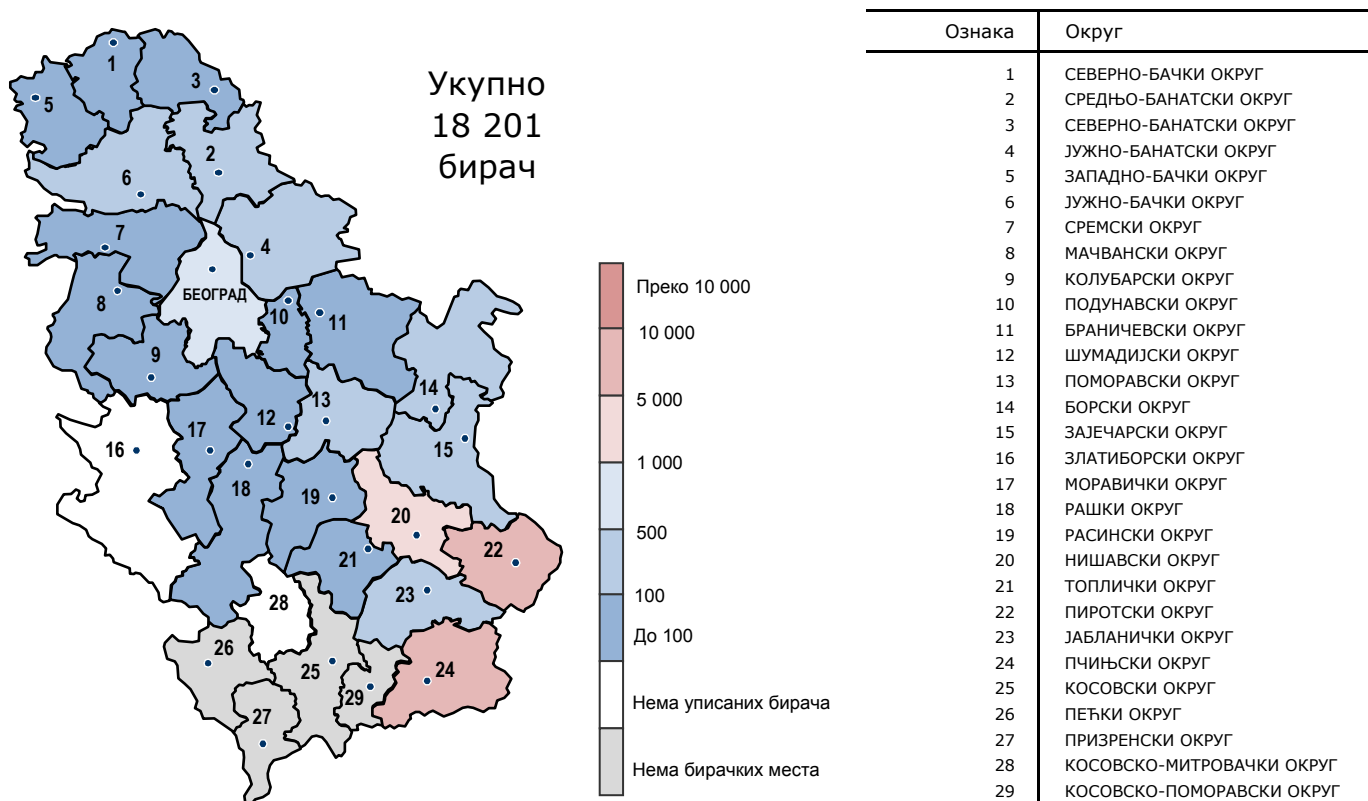 Укупно
18 201
бирач
1
3
5
2
6
7
4
БЕОГРАД
8
10
11
9
14
13
12
17
16
15
18
19
20
22
21
28
23
26
25
24
29
27
Преко 10 000
10 000
5 000
1 000
500
100
До 100
Нема уписаних бирача
Нема бирачких места
Ознака Округ
1 СЕВЕРНО-БАЧКИ ОКРУГ
2 СРЕДЊО-БАНАТСКИ ОКРУГ
3 СЕВЕРНО-БАНАТСКИ ОКРУГ
4 ЈУЖНО-БАНАТСКИ ОКРУГ
5 ЗАПАДНО-БАЧКИ ОКРУГ
6 ЈУЖНО-БАЧКИ ОКРУГ
7 СРЕМСКИ ОКРУГ
8 МАЧВАНСКИ ОКРУГ
9 КОЛУБАРСКИ ОКРУГ
10 ПОДУНАВСКИ ОКРУГ
11 БРАНИЧЕВСКИ ОКРУГ
12 ШУМАДИЈСКИ ОКРУГ
13 ПОМОРАВСКИ ОКРУГ
14 БОРСКИ ОКРУГ
15 ЗАЈЕЧАРСКИ ОКРУГ
16 ЗЛАТИБОРСКИ ОКРУГ
17 МОРАВИЧКИ ОКРУГ
18 РАШКИ ОКРУГ
19 РАСИНСКИ ОКРУГ
20 НИШАВСКИ ОКРУГ
21 ТОПЛИЧКИ ОКРУГ
22 ПИРОТСКИ ОКРУГ
23 ЈАБЛАНИЧКИ ОКРУГ
24 ПЧИЊСКИ ОКРУГ
25 КОСОВСКИ ОКРУГ
26 ПЕЋКИ ОКРУГ
27 ПРИЗРЕНСКИ ОКРУГ
28 КОСОВСКО-МИТРОВАЧКИ ОКРУГ
29 КОСОВСКО-ПОМОРАВСКИ ОКРУГ